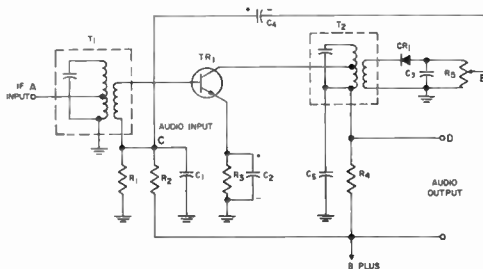 + −
C4
T1
T2
IF A
INPUT
TR1
CR1
C3
R5
E
AUDIO INPUT
C
D
R1
R2
C1
R3
C2
+
−
C5
R4
AUDIO
OUTPUT
B PLUS